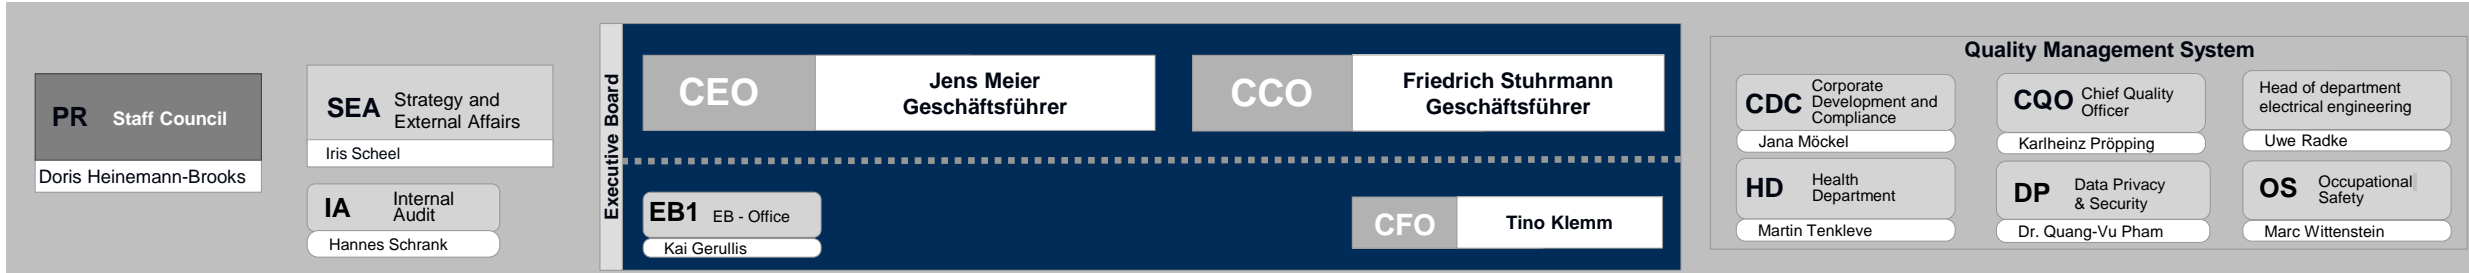 PR Staff Council
Doris Heinemann-Brooks
SEA Strategy and
External Affairs
Iris Scheel
IA Internal
Audit
Hannes Schrank
Executive Board
CEO
Jens Meier
Geschäftsführer
CCO
Friedrich Stuhrmann
Geschäftsführer
EB1 EB - Office
Kai Gerullis
CFO
Tino Klemm
Quality Management System
CDC Corporate
Development and
Compliance
Jana Möckel
CQO Chief Quality
Officer
Karlheinz Pröpping
Head of department
electrical engineering
Uwe Radke
HD Health
Department
Martin Tenkleve
DP Data Privacy
& Security
Dr. Quang-Vu Pham
OS Occupational
Safety
Marc Wittenstein